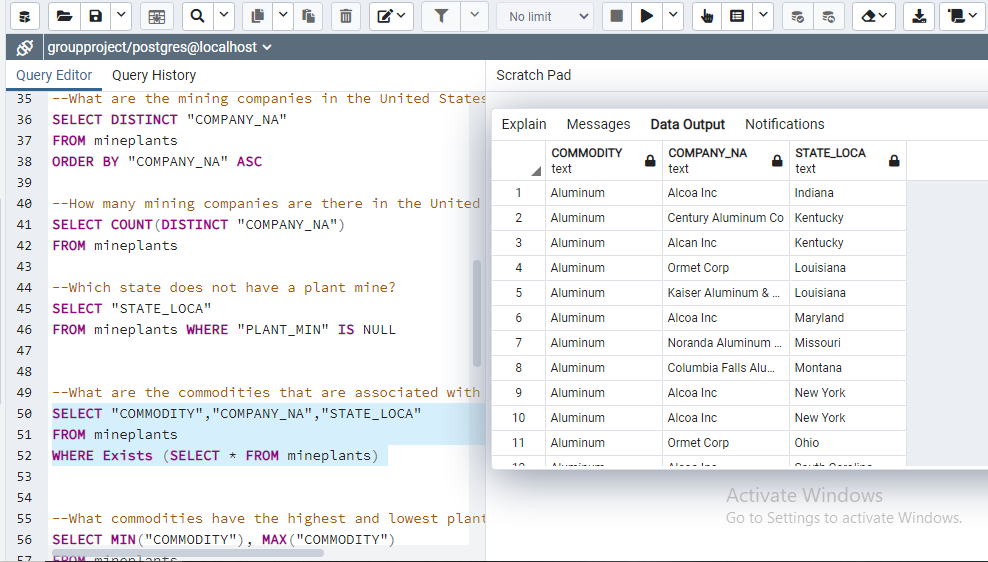 No limit
groupproject/postgres@localhost
Query Editor Query History
Scratch Pad
35 --What are the mining companies in the United States
36 SELECT DISTINCT "COMPANY_NA"
37 FROM mineplants
38 ORDER BY "COMPANY_NA" ASC
39
40 --How many mining companies are there in the United
41 SELECT COUNT(DISTINCT "COMPANY_NA")
42 FROM mineplants
43
44 --Which state does not have a plant mine?
45 SELECT "STATE_LOCA"
46 FROM mineplants WHERE "PLANT_MIN" IS NULL
47
48
49 --What are the commodities that are associated with
50 SELECT "COMMODITY","COMPANY_NA","STATE_LOCA"
51 FROM mineplants
52 WHERE Exists (SELECT * FROM mineplants)
53
54
55 --What commodities have the highest and lowest plant
56 SELECT MIN("COMMODITY"), MAX("COMMODITY")
57 FROM mineplants
Explain Messages Data Output Notifications
COMMODITY COMPANY_NA STATE_LOCA
text text text
1 Aluminum Alcoa Inc Indiana
2 Aluminum Century Aluminum Co Kentucky
3 Aluminum Alcan Inc Kentucky
4 Aluminum Ormet Corp Louisiana
5 Aluminum Kaiser Aluminum & ... Louisiana
6 Aluminum Alcoa Inc Maryland
7 Aluminum Noranda Aluminum ... Missouri
8 Aluminum Columbia Falls Alu... Montana
9 Aluminum Alcoa Inc New York
10 Aluminum Alcoa Inc New York
11 Aluminum Ormet Corp Ohio
12 Aluminum Alcoa Inc South Carolina
Activate Windows
Go to Settings to activate Windows.